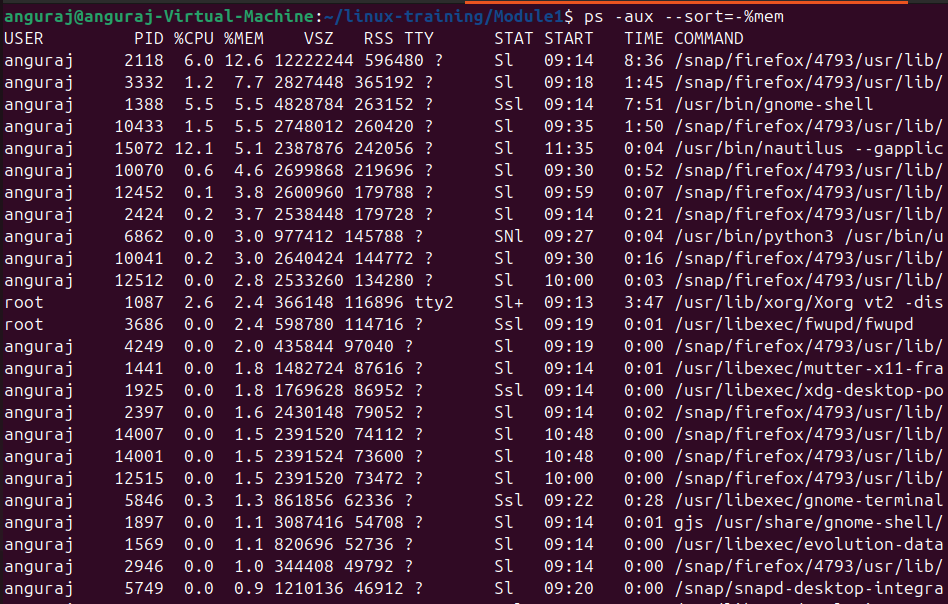 anguraj@anguraj-Virtual-Machine:~/linux-training/Module1$ ps -aux --sort=-%mem
USER         PID %CPU %MEM    VSZ   RSS TTY      STAT START   TIME COMMAND
anguraj     2118  6.0 12.6 12222244 596480 ?     Sl   09:14   8:36 /snap/firefox/4793/usr/lib/
anguraj     3332  1.2  7.7 2827448 365192 ?      Sl   09:18   1:45 /snap/firefox/4793/usr/lib/
anguraj     1388  5.5  5.5 4828784 263152 ?      Ssl  09:14   7:51 /usr/bin/gnome-shell
anguraj    10433  1.5  5.5 2748012 260420 ?      Sl   09:35   1:50 /snap/firefox/4793/usr/lib/
anguraj    15072 12.1  5.1 2387876 242056 ?      Sl   11:35   0:04 /usr/bin/nautilus --gapplic
anguraj    10070  0.6  4.6 2699868 219696 ?      Sl   09:30   0:52 /snap/firefox/4793/usr/lib/
anguraj    12452  0.1  3.8 2600960 179788 ?      Sl   09:59   0:07 /snap/firefox/4793/usr/lib/
anguraj     2424  0.2  3.7 2538448 179728 ?      Sl   09:14   0:21 /snap/firefox/4793/usr/lib/
anguraj     6862  0.0  3.0 977412 145788 ?       SNl  09:27   0:04 /usr/bin/python3 /usr/bin/u
anguraj    10041  0.2  3.0 2640424 144772 ?      Sl   09:30   0:16 /snap/firefox/4793/usr/lib/
anguraj    12512  0.0  2.8 2533260 134280 ?      Sl   10:00   0:03 /snap/firefox/4793/usr/lib/
root        1087  2.6  2.4 366148 116896 tty2    Sl+  09:13   3:47 /usr/lib/xorg/Xorg vt2 -dis
root        3686  0.0  2.4 598780 114716 ?       Ssl  09:19   0:01 /usr/libexec/fwupd/fwupd
anguraj     4249  0.0  2.0 435844 97040 ?        Sl   09:19   0:00 /snap/firefox/4793/usr/lib/
anguraj     1441  0.0  1.8 1482724 87616 ?       Sl   09:14   0:01 /usr/libexec/mutter-x11-fra
anguraj     1925  0.0  1.8 1769628 86952 ?       Ssl  09:14   0:00 /usr/libexec/xdg-desktop-po
anguraj     2397  0.0  1.6 2430148 79052 ?       Sl   09:14   0:02 /snap/firefox/4793/usr/lib/
anguraj    14007  0.0  1.5 2391520 74112 ?       Sl   10:48   0:00 /snap/firefox/4793/usr/lib/
anguraj    14001  0.0  1.5 2391524 73600 ?       Sl   10:48   0:00 /snap/firefox/4793/usr/lib/
anguraj    12515  0.0  1.5 2391520 73472 ?       Sl   10:00   0:00 /snap/firefox/4793/usr/lib/
anguraj     5846  0.3  1.3 861856 62336 ?        Ssl  09:22   0:28 /usr/libexec/gnome-terminal
anguraj     1897  0.0  1.1 3087416 54708 ?       Sl   09:14   0:01 gjs /usr/share/gnome-shell/
anguraj     1569  0.0  1.1 820696 52736 ?        Sl   09:14   0:00 /usr/libexec/evolution-data
anguraj     2946  0.0  1.0 344408 49792 ?        Sl   09:14   0:00 /snap/firefox/4793/usr/lib/
anguraj     5749  0.0  0.9 1210136 46912 ?       Sl   09:20   0:00 /snap/snapd-desktop-integra